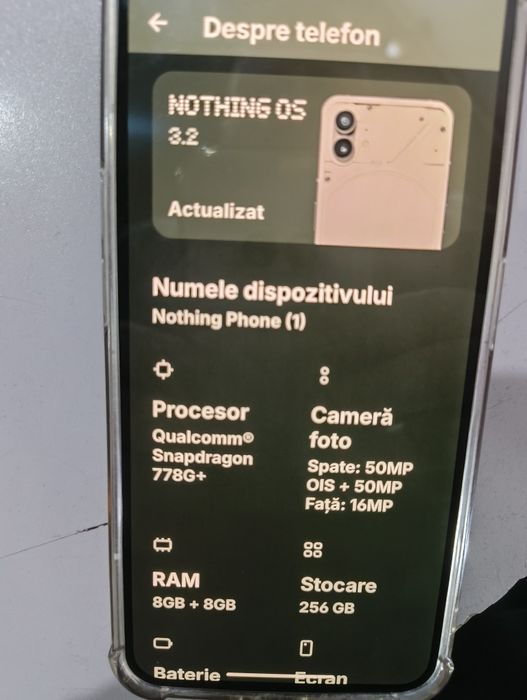 Despre telefon
NOTHING OS
3.2
Actualizat
Numele dispozitivului
Nothing Phone (1)
Procesor
Qualcomm®
Snapdragon
778G+
Cameră
foto
Spate: 50MP
OIS + 50MP
Față: 16MP
RAM
8GB + 8GB
Stocare
256 GB
Baterie
Ecran